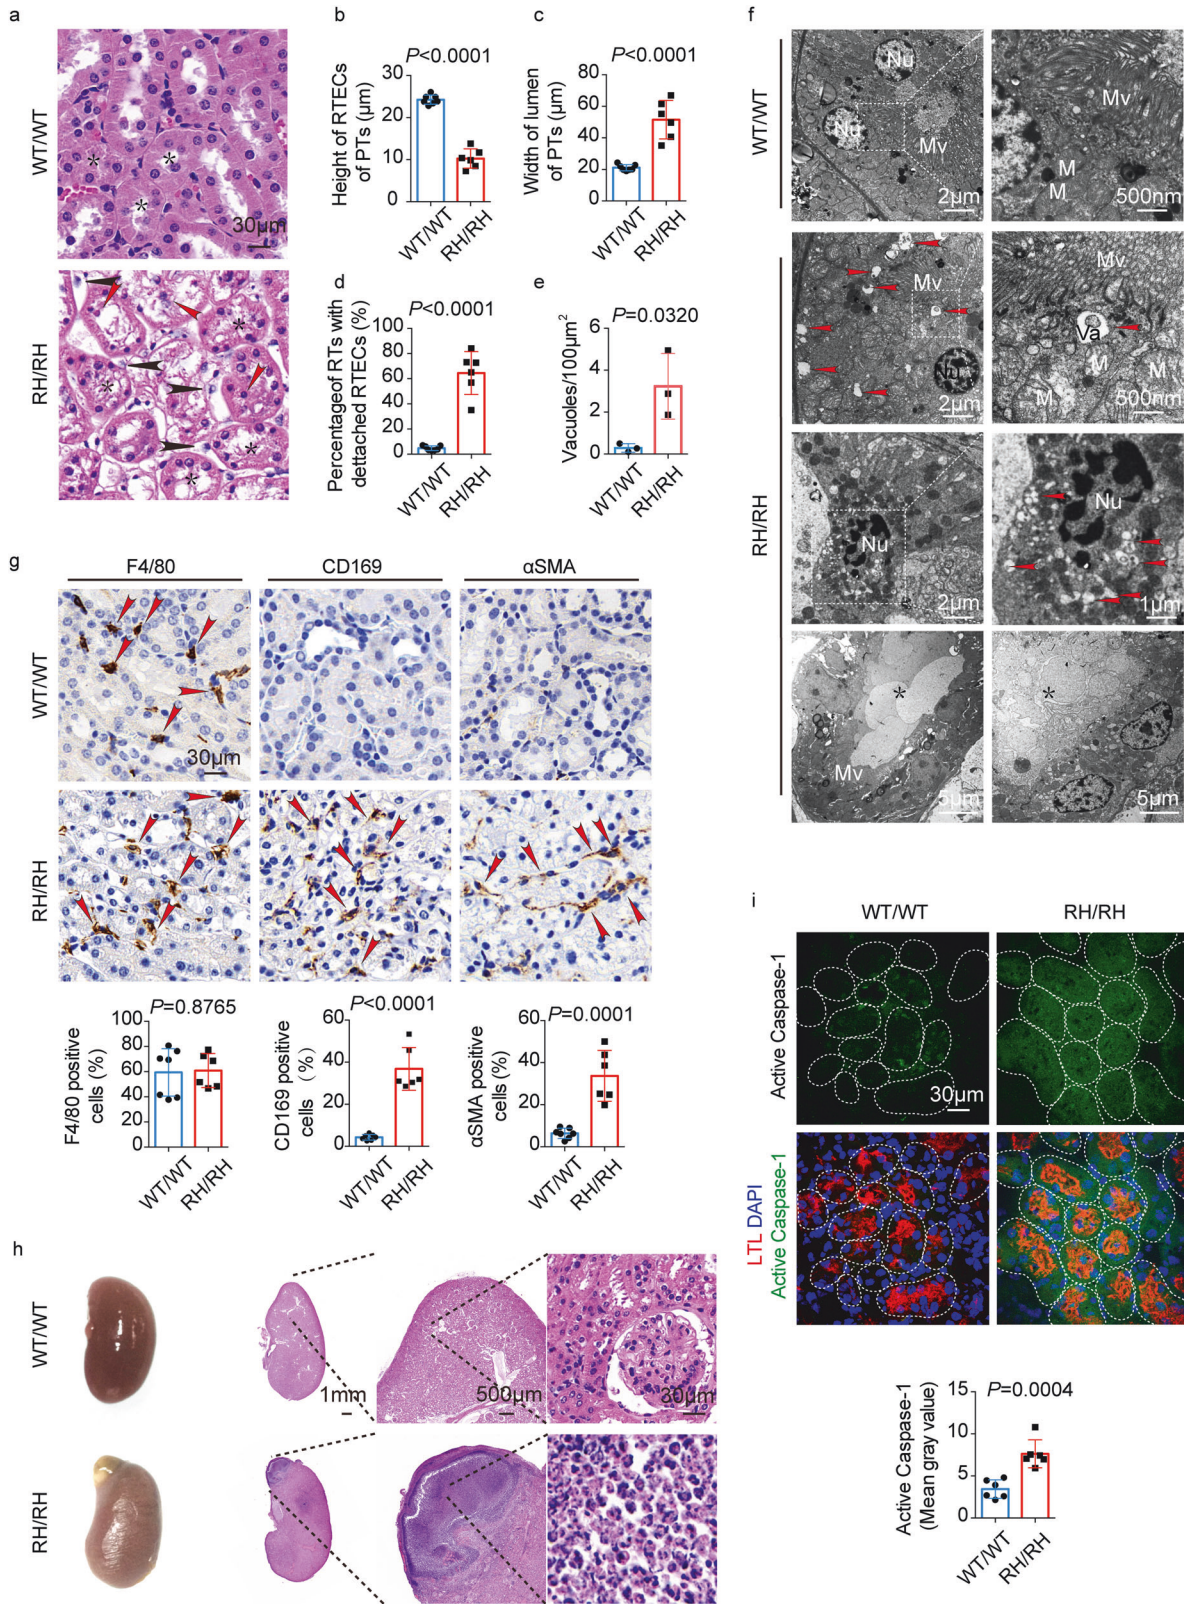 a
WT/WT
* * *
30µm
RH/RH
* * * *
b
P<0.0001
Height of RTECs
of PTs (µm)
30
20
10
0
WT/WT
RH/RH
c
P<0.0001
Width of lumen
of PTs (µm)
80
60
40
20
0
WT/WT
RH/RH
d
P<0.0001
Percentageof RTs with
dettached RTECs (%)
100
80
60
40
20
0
WT/WT
RH/RH
e
P=0.0320
Vacuoles/100µm²
6
4
2
0
WT/WT
RH/RH
f
WT/WT
Nu
Nu
Mv
2µm
Mv
M
M
500nm
RH/RH
Mv
Nu
2µm
Mv
Va
M
M
M
500nm
Nu
2µm
Nu
1µm
*
Mv
5µm
*
5µm
g
F4/80
CD169
αSMA
WT/WT
30µm
RH/RH
P=0.8765
F4/80 positive
cells (%)
100
80
60
40
20
0
WT/WT
RH/RH
P<0.0001
CD169 positive
cells (%)
60
40
20
0
WT/WT
RH/RH
P=0.0001
αSMA positive
cells (%)
60
40
20
0
WT/WT
RH/RH
h
WT/WT
1mm
500µm
30µm
RH/RH
i
WT/WT
RH/RH
Active Caspase-1
30µm
LTL DAPI
Active Caspase-1
P=0.0004
Active Caspase-1
(Mean gray value)
15
10
5
0
WT/WT
RH/RH